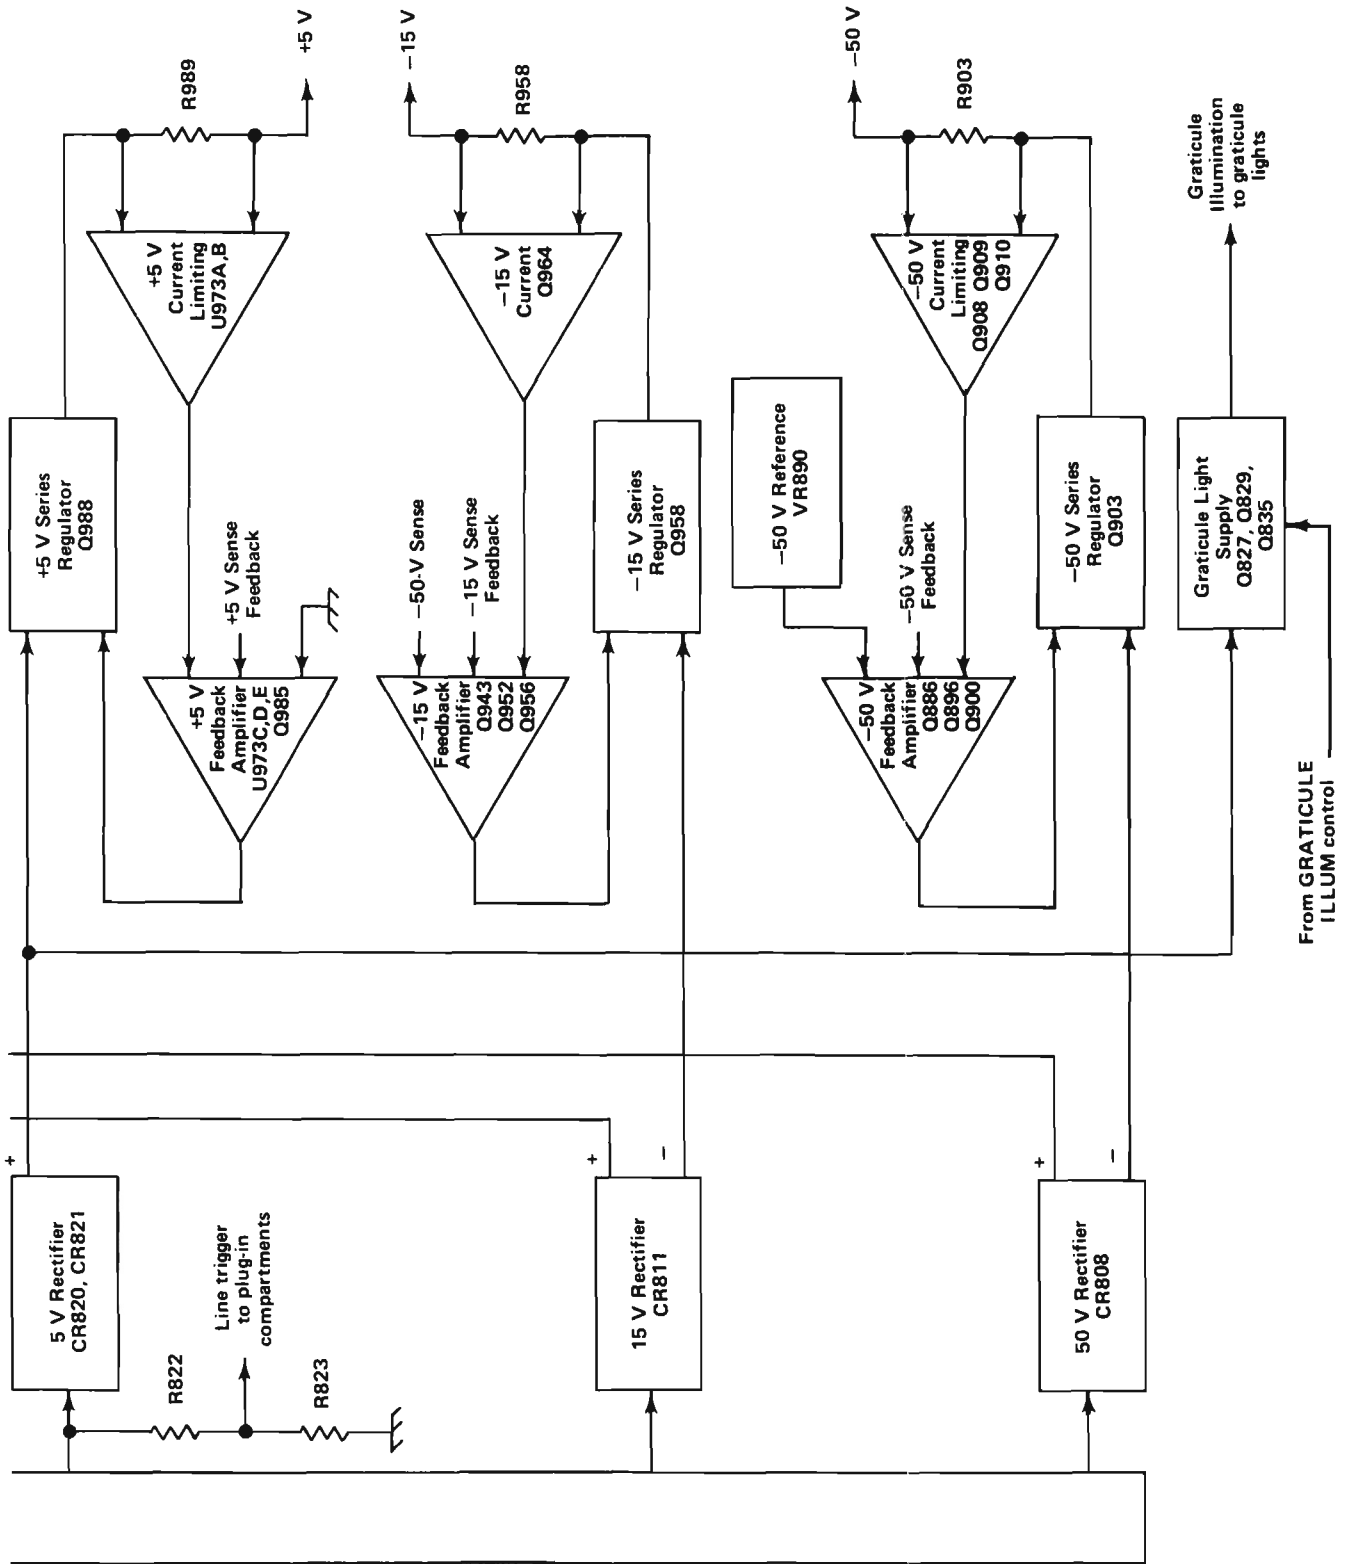 5 V Rectifier
CR820, CR821
+
R822
Line trigger
to plug-in
compartments
R823
+5 V Series
Regulator
Q988
+5 V
Feedback
Amplifier
U973C,D,E
Q985
+5 V Sense
Feedback
+5 V
Current
Limiting
U973A,B
R989
+5 V
15 V Rectifier
CR811
+
−
−15 V
Feedback
Amplifier
Q943
Q952
Q956
−50-V Sense
−15 V Sense
Feedback
−15 V
Current
Q964
−15 V
R958
−15 V Series
Regulator
Q958
50 V Rectifier
CR808
+
−
−50 V Reference
VR890
−50 V
Feedback
Amplifier
Q886
Q896
Q900
−50 V Sense
Feedback
−50 V
Current
Limiting
Q908 Q909
Q910
−50 V
R903
−50 V Series
Regulator
Q903
Graticule Light
Supply
Q827, Q829,
Q835
Graticule
Illumination
to graticule
lights
From GRATICULE
ILLUM control